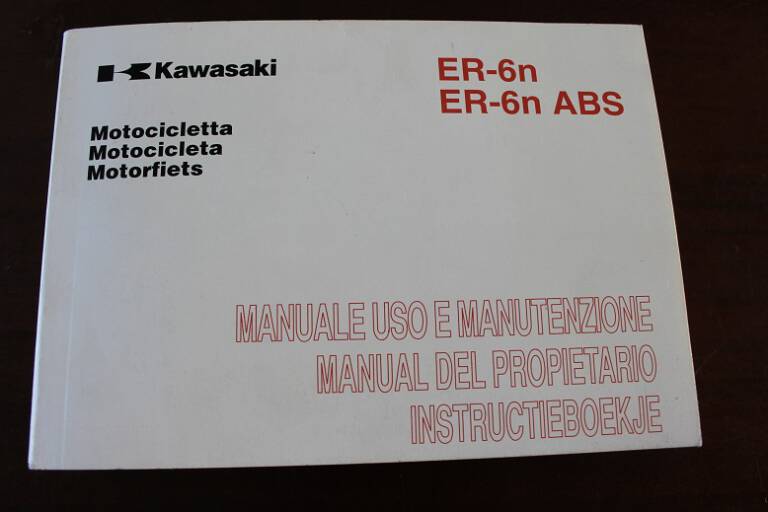 Kawasaki
ER-6n
ER-6n ABS
Motocicletta
Motocicleta
Motorfiets
MANUALE USO E MANUTENZIONE
MANUAL DEL PROPIETARIO
INSTRUCTIEBOEKJE